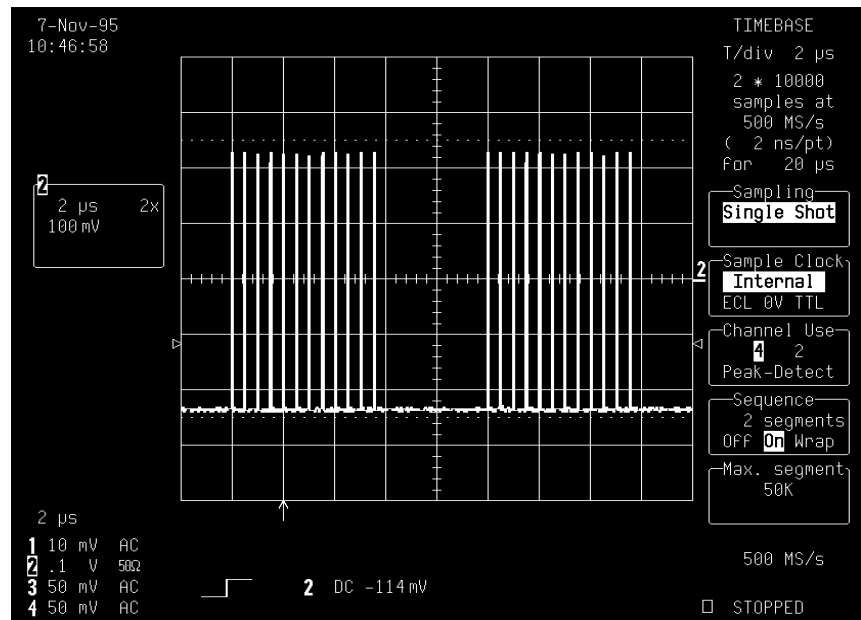 7-Nov-95
10:46:58
2
2 µs 2x
100 mV
2
2 µs
1 10 mV AC
2 .1 V 50Ω
3 50 mV AC
4 50 mV AC
2 DC -114 mV
TIMEBASE
T/div 2 µs
2 * 10000
samples at
500 MS/s
( 2 ns/pt)
for 20 µs
Sampling
Single Shot
Sample Clock
Internal
ECL 0V TTL
Channel Use
4 2
Peak-Detect
Sequence
2 segments
Off On Wrap
Max. segment
50K
500 MS/s
STOPPED